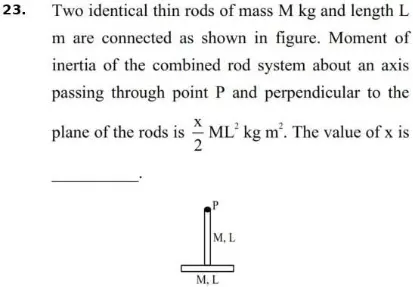 23. Two identical thin rods of mass M kg and length L
m are connected as shown in figure. Moment of
inertia of the combined rod system about an axis
passing through point P and perpendicular to the
plane of the rods is x/2 ML² kg m². The value of x is
__________.
P
M, L
M, L